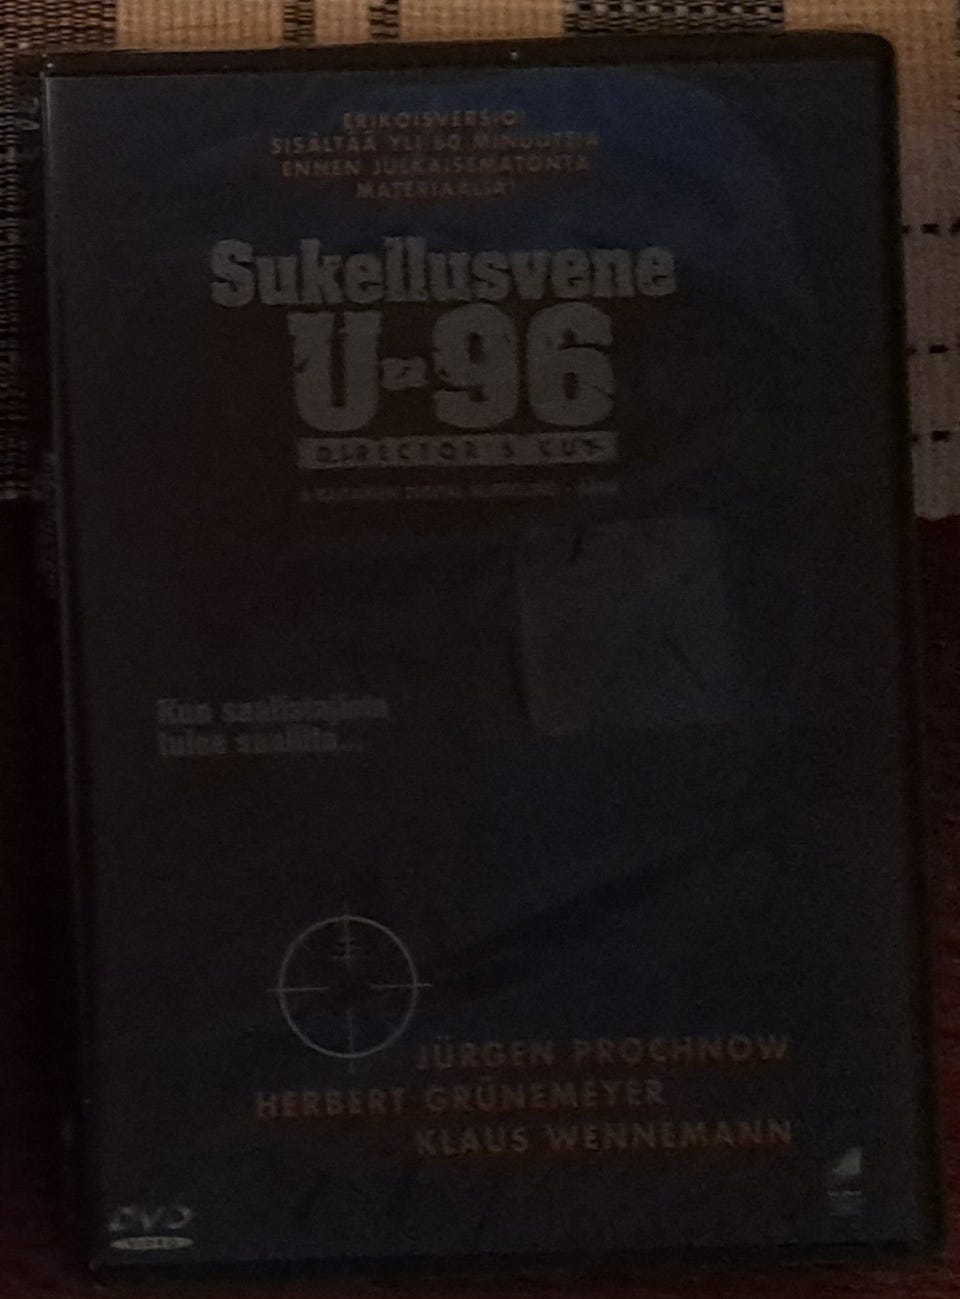 ERIKOISVERSIO!
SISÄLTÄÄ YLI 60 MINUUTTIA
ENNEN JULKAISEMATONTA
MATERIAALIA!
Sukellusvene
U-96
DIRECTOR'S CUT
Kun saalistajista
tulee saaliita...
JÜRGEN PROCHNOW
HERBERT GRÜNEMEYER
KLAUS WENNEMANN
DVD
VIDEO